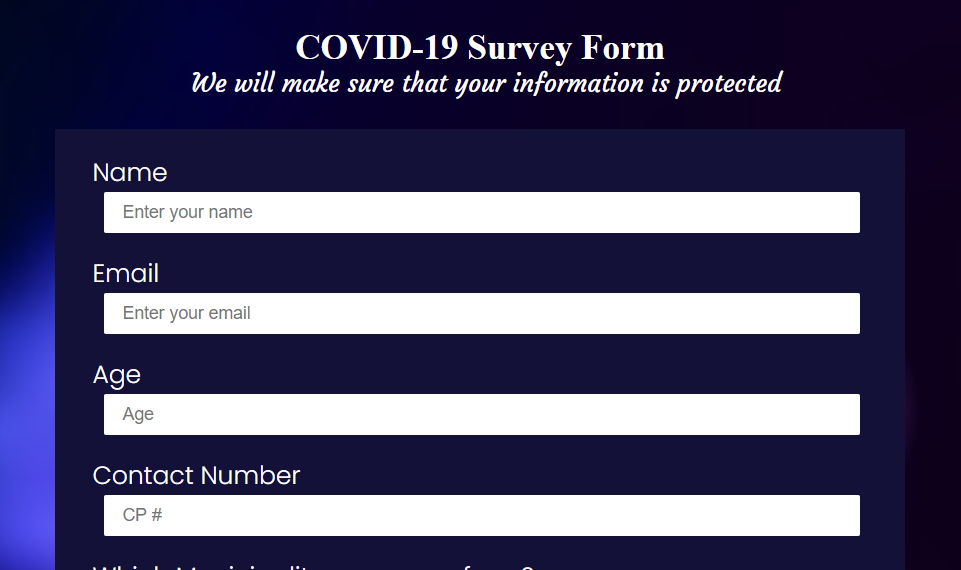 COVID-19 Survey Form
We will make sure that your information is protected
Name
Enter your name
Email
Enter your email
Age
Age
Contact Number
CP #